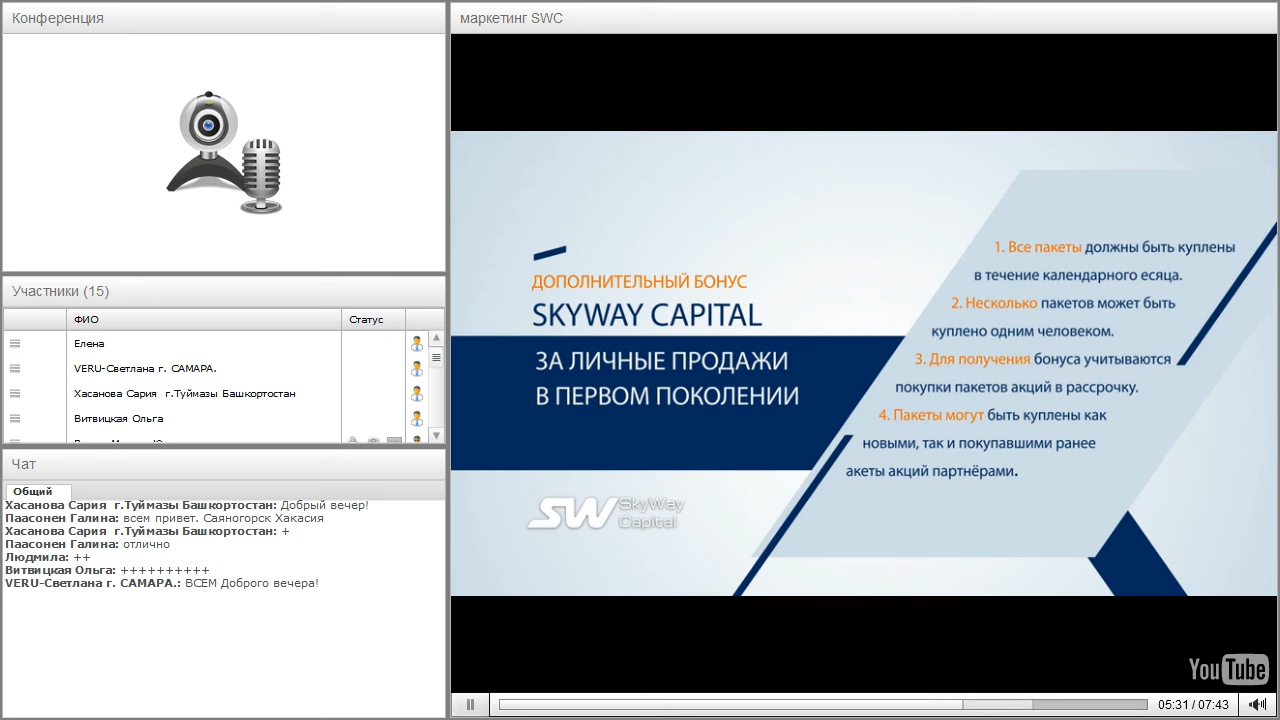 Конференция
Участники (15)
ФИО
Статус
Елена
VERU-Светлана г. САМАРА.
Хасанова Сария г.Туймазы Башкортостан
Витвицкая Ольга
Чат
Общий
Хасанова Сария г.Туймазы Башкортостан: Добрый вечер!
Паасонен Галина: всем привет. Саяногорск Хакасия
Хасанова Сария г.Туймазы Башкортостан: +
Паасонен Галина: отлично
Людмила: ++
Витвицкая Ольга: ++++++++++
VERU-Светлана г. САМАРА.: ВСЕМ Доброго вечера!
маркетинг SWC
ДОПОЛНИТЕЛЬНЫЙ БОНУС
SKYWAY CAPITAL
ЗА ЛИЧНЫЕ ПРОДАЖИ
В ПЕРВОМ ПОКОЛЕНИИ
SW SkyWay
Capital
1. Все пакеты должны быть куплены
в течение календарного есяца.
2. Несколько пакетов может быть
куплено одним человеком.
3. Для получения бонуса учитываются
покупки пакетов акций в рассрочку.
4. Пакеты могут быть куплены как
новыми, так и покупавшими ранее
акеты акций партнёрами.
YouTube
05:31 / 07:43